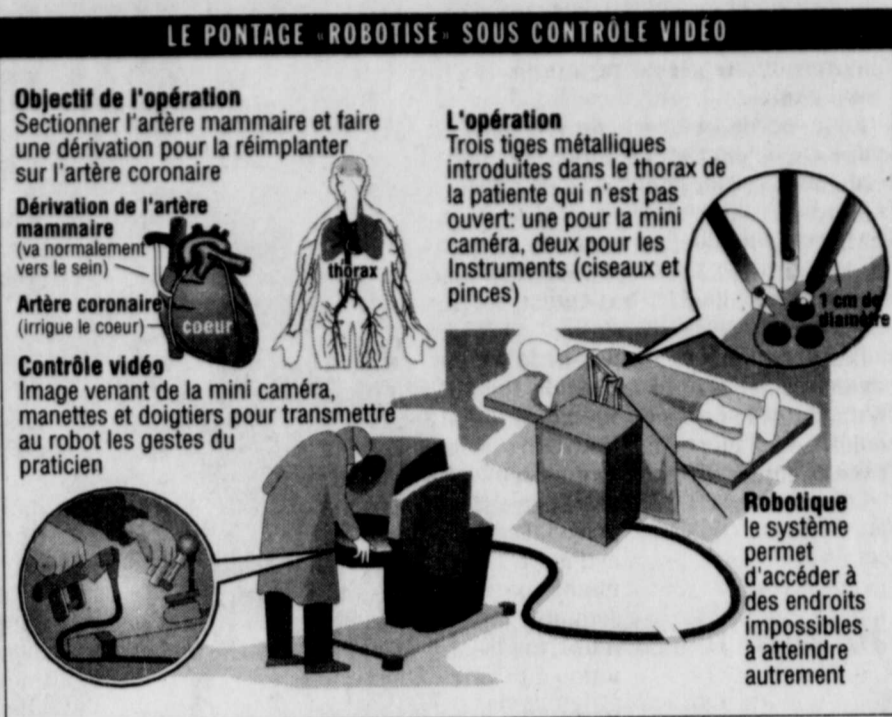 LE PONTAGE «ROBOTISÉ» SOUS CONTRÔLE VIDÉO
Objectif de l'opération
Sectionner l'artère mammaire et faire
une dérivation pour la réimplanter
sur l'artère coronaire
Dérivation de l'artère
mammaire
(va normalement
vers le sein)
Artère coronaire
(irrigue le coeur)
coeur
thorax
L'opération
Trois tiges métalliques
introduites dans le thorax de
la patiente qui n'est pas
ouvert: une pour la mini
caméra, deux pour les
Instruments (ciseaux et
pinces)
1 cm de
diamètre
Contrôle vidéo
Image venant de la mini caméra,
manettes et doigtiers pour transmettre
au robot les gestes du
praticien
Robotique
le système
permet
d'accéder à
des endroits
impossibles
à atteindre
autrement